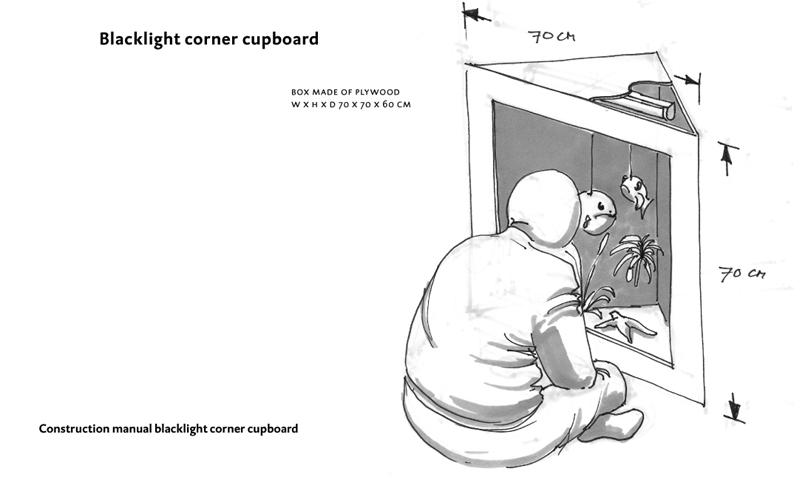 Blacklight corner cupboard
70 CM
BOX MADE OF PLYWOOD
W X H X D 70 X 70 X 60 CM
70 CM
Construction manual blacklight corner cupboard